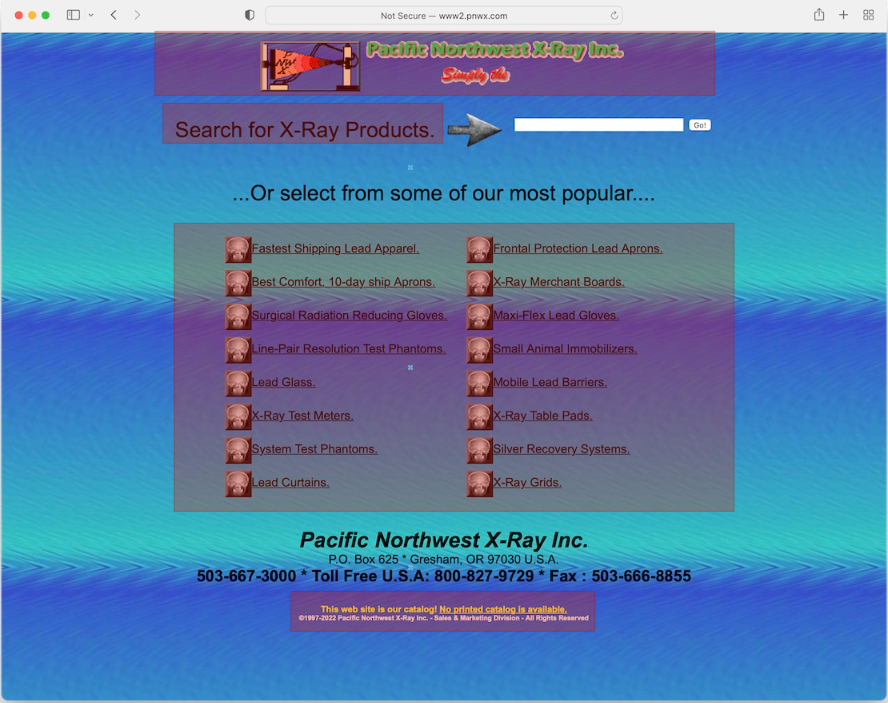 Not Secure — www2.pnwx.com
Pacific Northwest X-Ray Inc.
PNW
X
Simply the
Search for X-Ray Products.
Go!
...Or select from some of our most popular....
Fastest Shipping Lead Apparel.
Frontal Protection Lead Aprons.
Best Comfort, 10-day ship Aprons.
X-Ray Merchant Boards.
Surgical Radiation Reducing Gloves.
Maxi-Flex Lead Gloves.
Line-Pair Resolution Test Phantoms.
Small Animal Immobilizers.
Lead Glass.
Mobile Lead Barriers.
X-Ray Test Meters.
X-Ray Table Pads.
System Test Phantoms.
Silver Recovery Systems.
Lead Curtains.
X-Ray Grids.
Pacific Northwest X-Ray Inc.
P.O. Box 625 * Gresham, OR 97030 U.S.A.
503-667-3000 * Toll Free U.S.A: 800-827-9729 * Fax : 503-666-8855
This web site is our catalog! No printed catalog is available.
©1997-2022 Pacific Northwest X-Ray Inc. - Sales & Marketing Division - All Rights Reserved